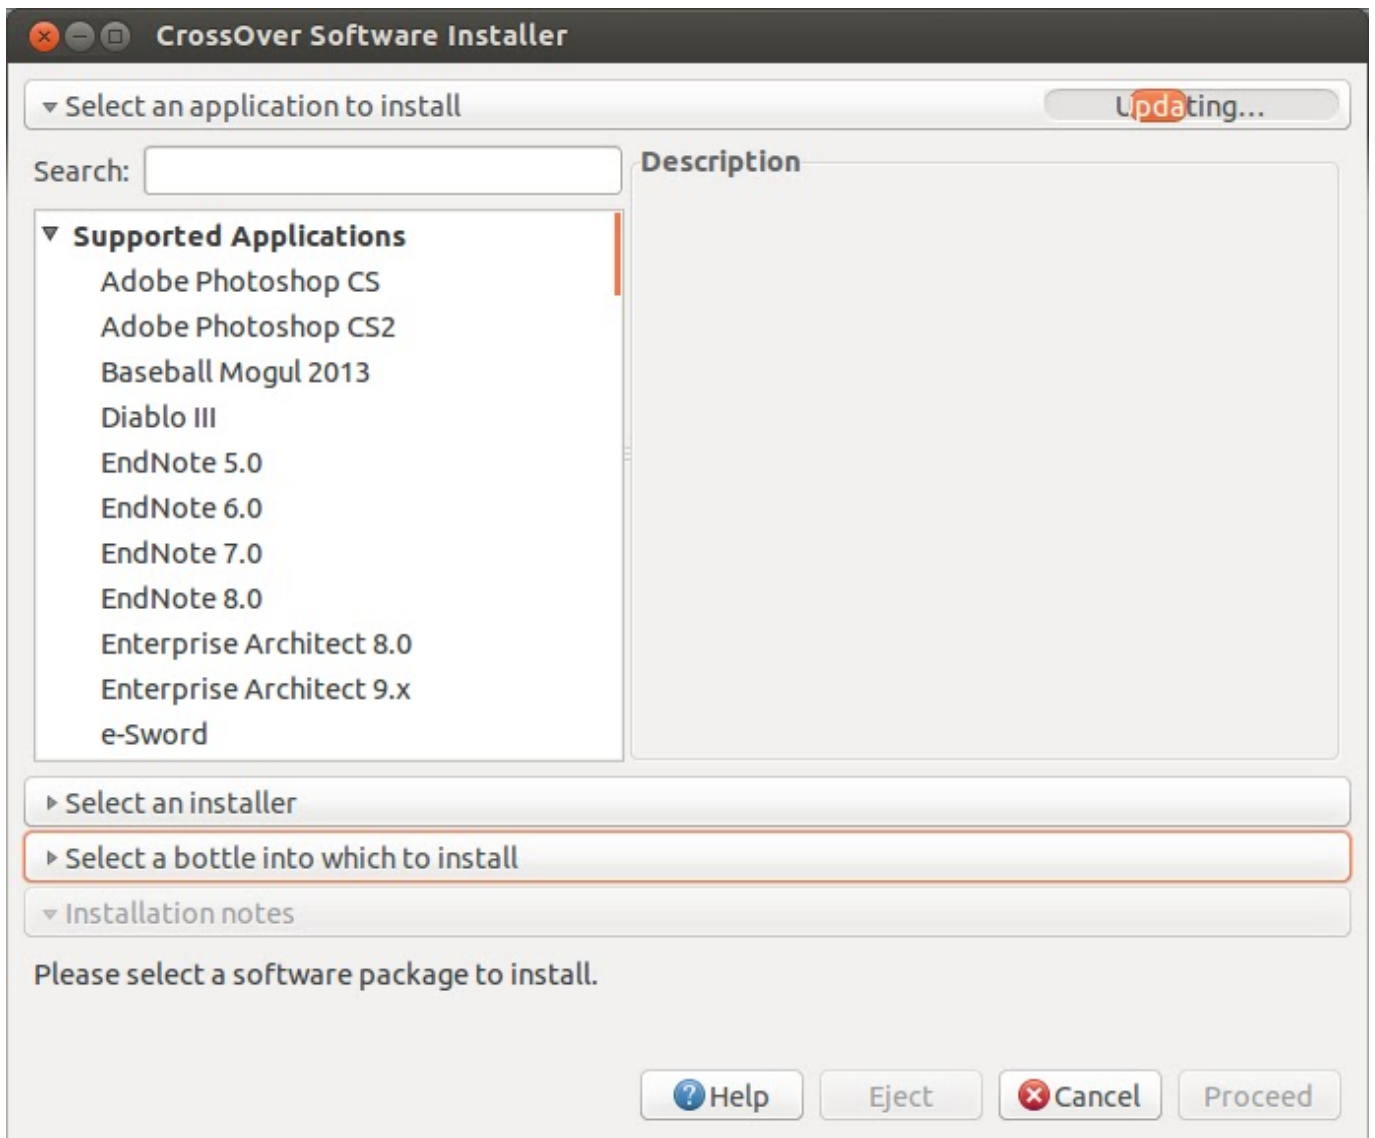 CrossOver Software Installer
Select an application to install
Updating...
Search:
Description
Supported Applications
Adobe Photoshop CS
Adobe Photoshop CS2
Baseball Mogul 2013
Diablo III
EndNote 5.0
EndNote 6.0
EndNote 7.0
EndNote 8.0
Enterprise Architect 8.0
Enterprise Architect 9.x
e-Sword
Select an installer
Select a bottle into which to install
Installation notes
Please select a software package to install.
Help Eject Cancel Proceed